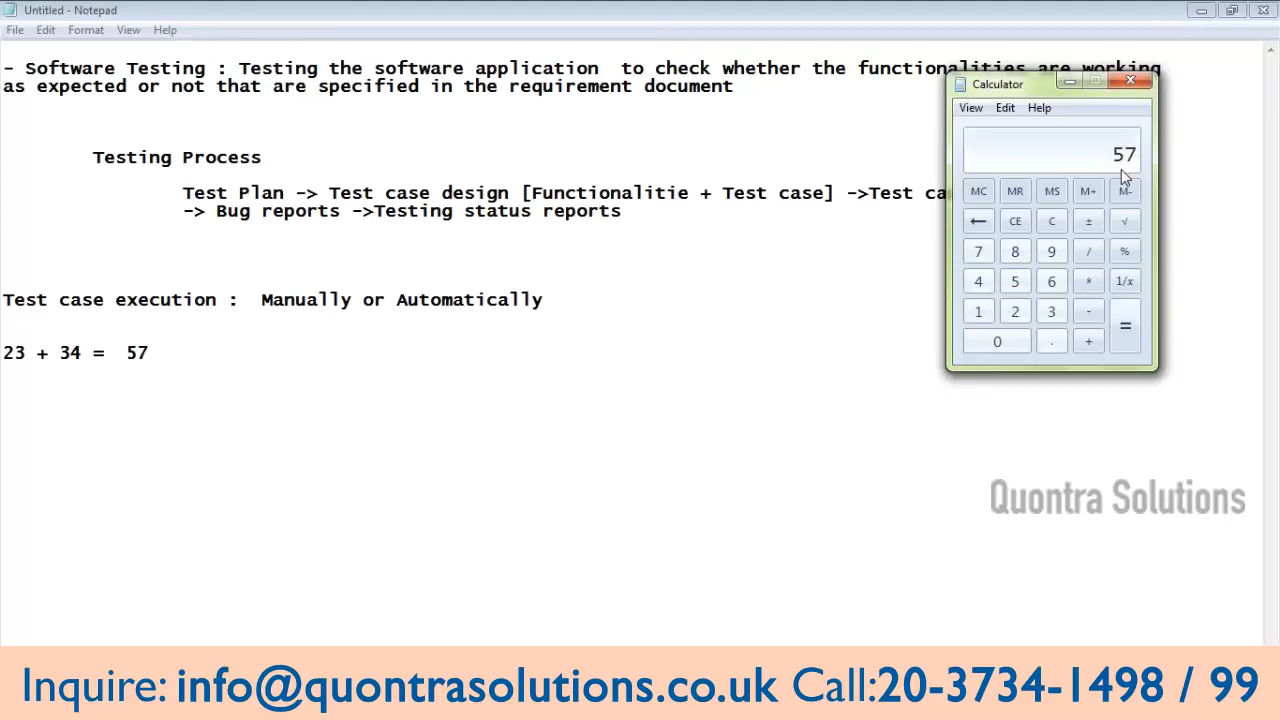 Untitled - Notepad
File Edit Format View Help
- Software Testing : Testing the software application to check whether the functionalities are working
as expected or not that are specified in the requirement document
Testing Process
Test Plan -> Test case design [Functionalitie + Test case] ->Test ca
-> Bug reports ->Testing status reports
Test case execution : Manually or Automatically
23 + 34 = 57
Calculator
View Edit Help
57
MC MR MS M+ M-
← CE C ± √
7 8 9 / %
4 5 6 * 1/x
1 2 3 - =
0 . +
Quontra Solutions
Inquire: info@quontrasolutions.co.uk Call:20-3734-1498 / 99